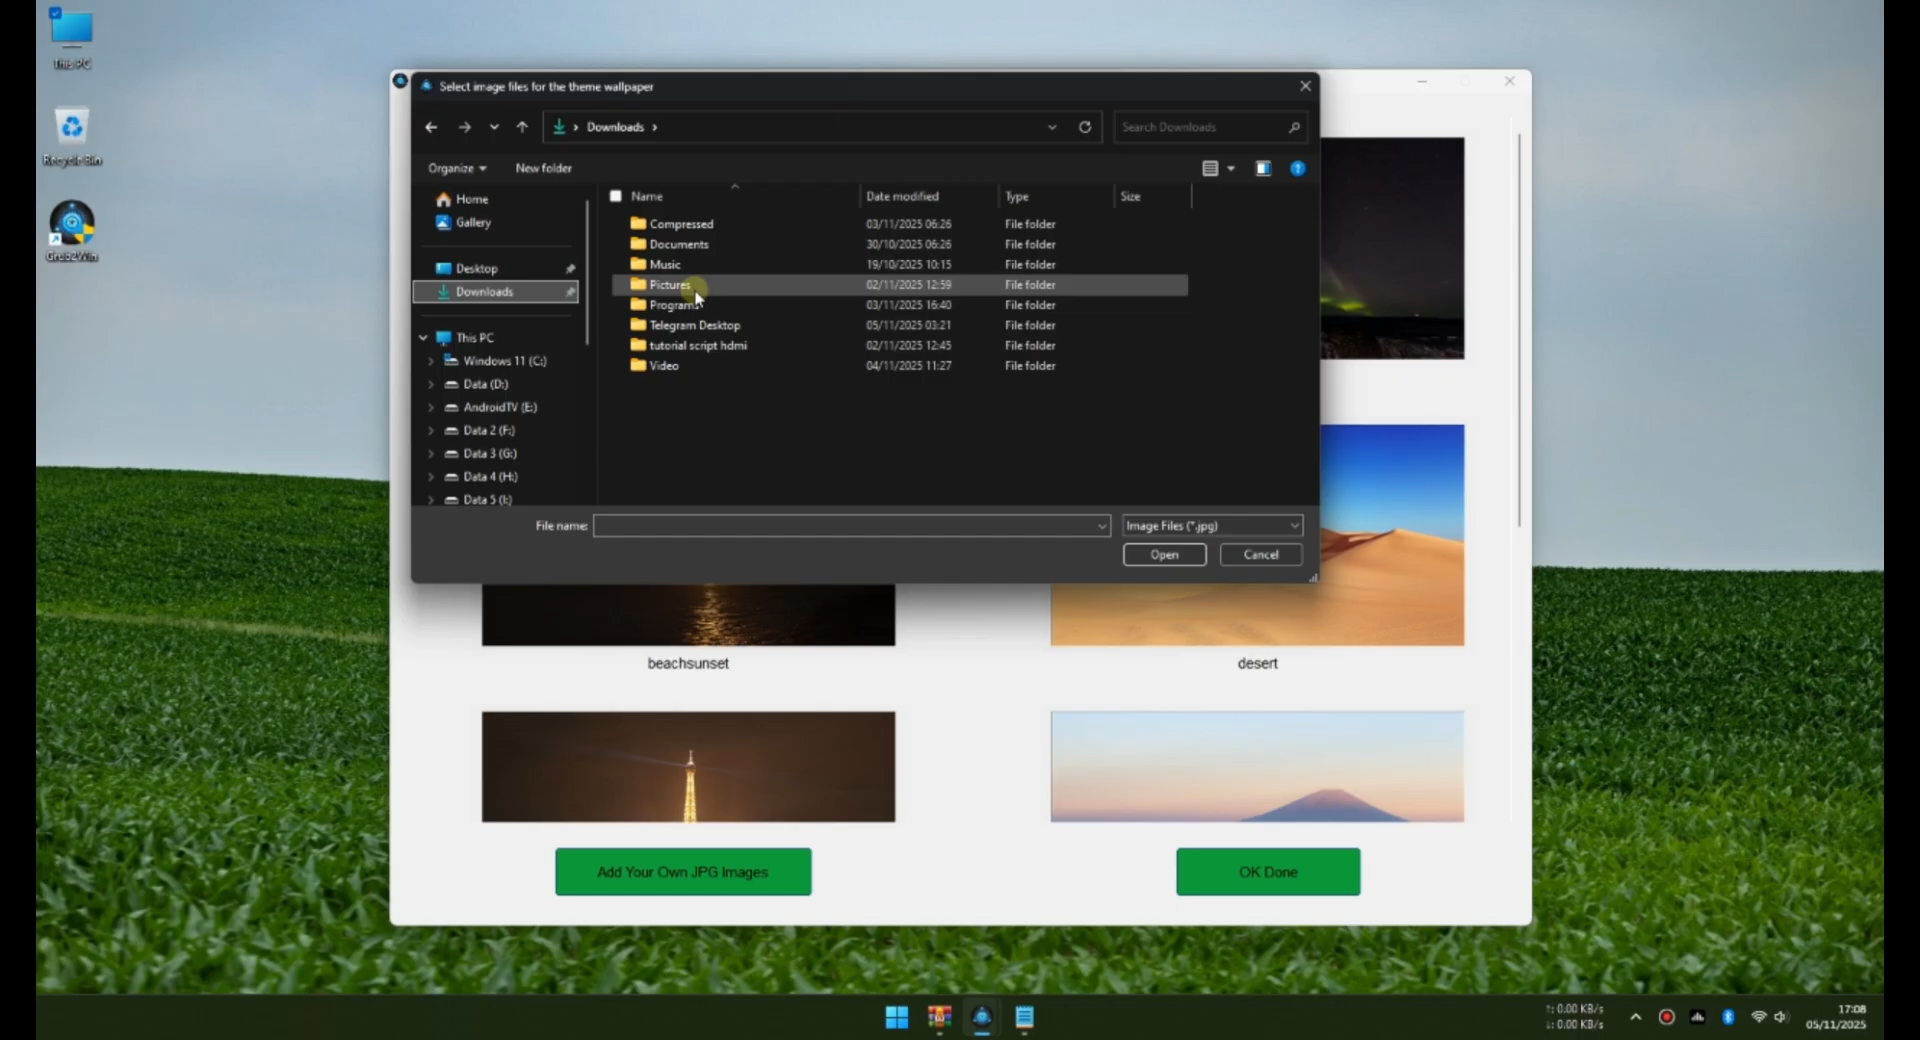 This PC
Recycle Bin
Grub2Win
Select image files for the theme wallpaper
Downloads
Search Downloads
Organize
New folder
Home
Gallery
Desktop
Downloads
This PC
Windows 11 (C:)
Data (D:)
AndroidTV (E:)
Data 2 (F:)
Data 3 (G:)
Data 4 (H:)
Data 5 (I:)
Name Date modified Type Size
Compressed 03/11/2025 06:26 File folder
Documents 30/10/2025 06:26 File folder
Music 19/10/2025 10:15 File folder
Pictures 02/11/2025 12:59 File folder
Programs 03/11/2025 16:40 File folder
Telegram Desktop 05/11/2025 03:21 File folder
tutorial script hdmi 02/11/2025 12:45 File folder
Video 04/11/2025 11:27 File folder
File name:
Image Files (*.jpg)
Open
Cancel
beachsunset
desert
Add Your Own JPG Images
OK Done
↑: 0.00 KB/s
↓: 0.00 KB/s
17:08
05/11/2025